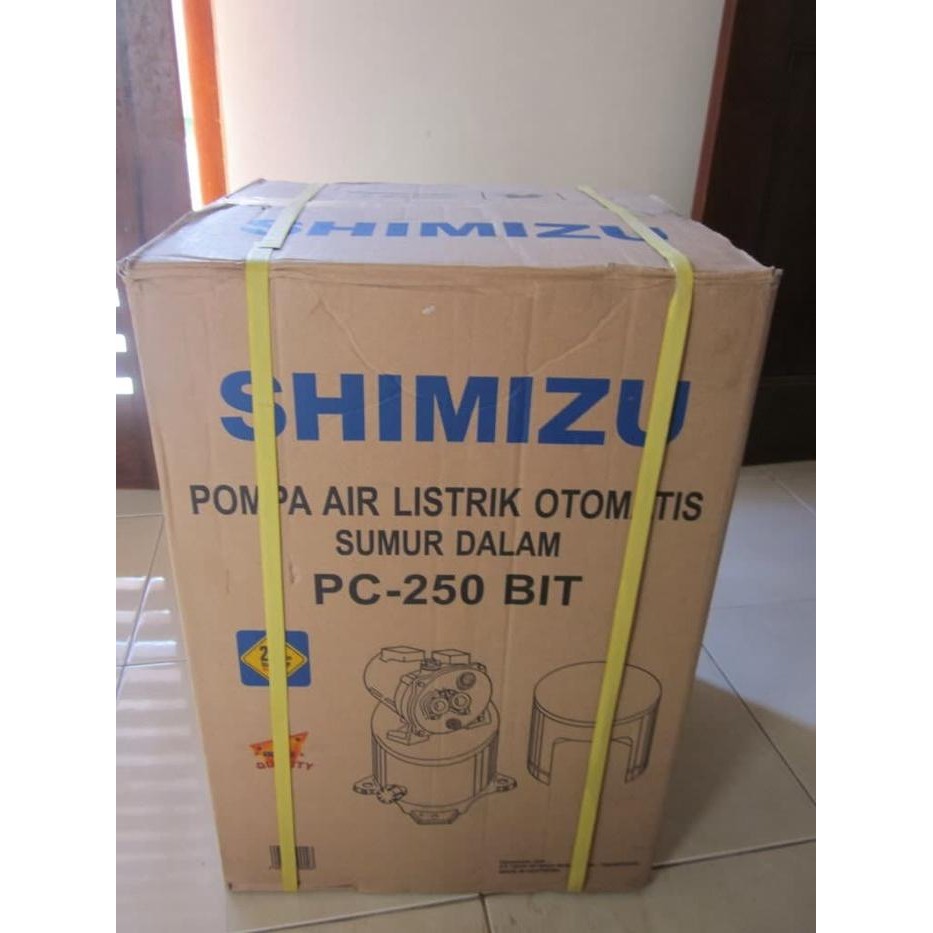 SHIMIZU
SHIMIZU
POMPA AIR LISTRIK OTOMATIS
SUMUR DALAM
PC-250 BIT